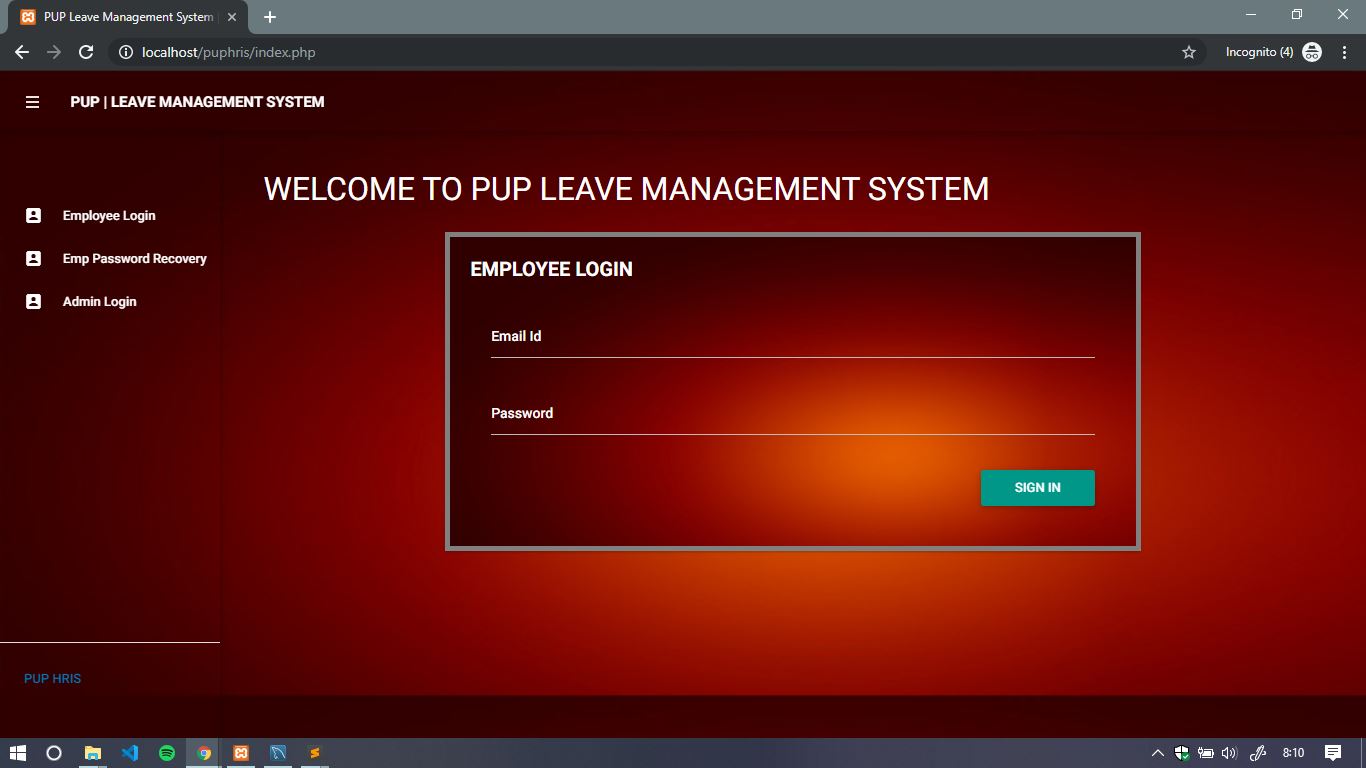 PUP Leave Management System |
localhost/puphris/index.php
Incognito (4)
PUP | LEAVE MANAGEMENT SYSTEM
WELCOME TO PUP LEAVE MANAGEMENT SYSTEM
Employee Login
Emp Password Recovery
Admin Login
EMPLOYEE LOGIN
Email Id
Password
SIGN IN
PUP HRIS
8:10